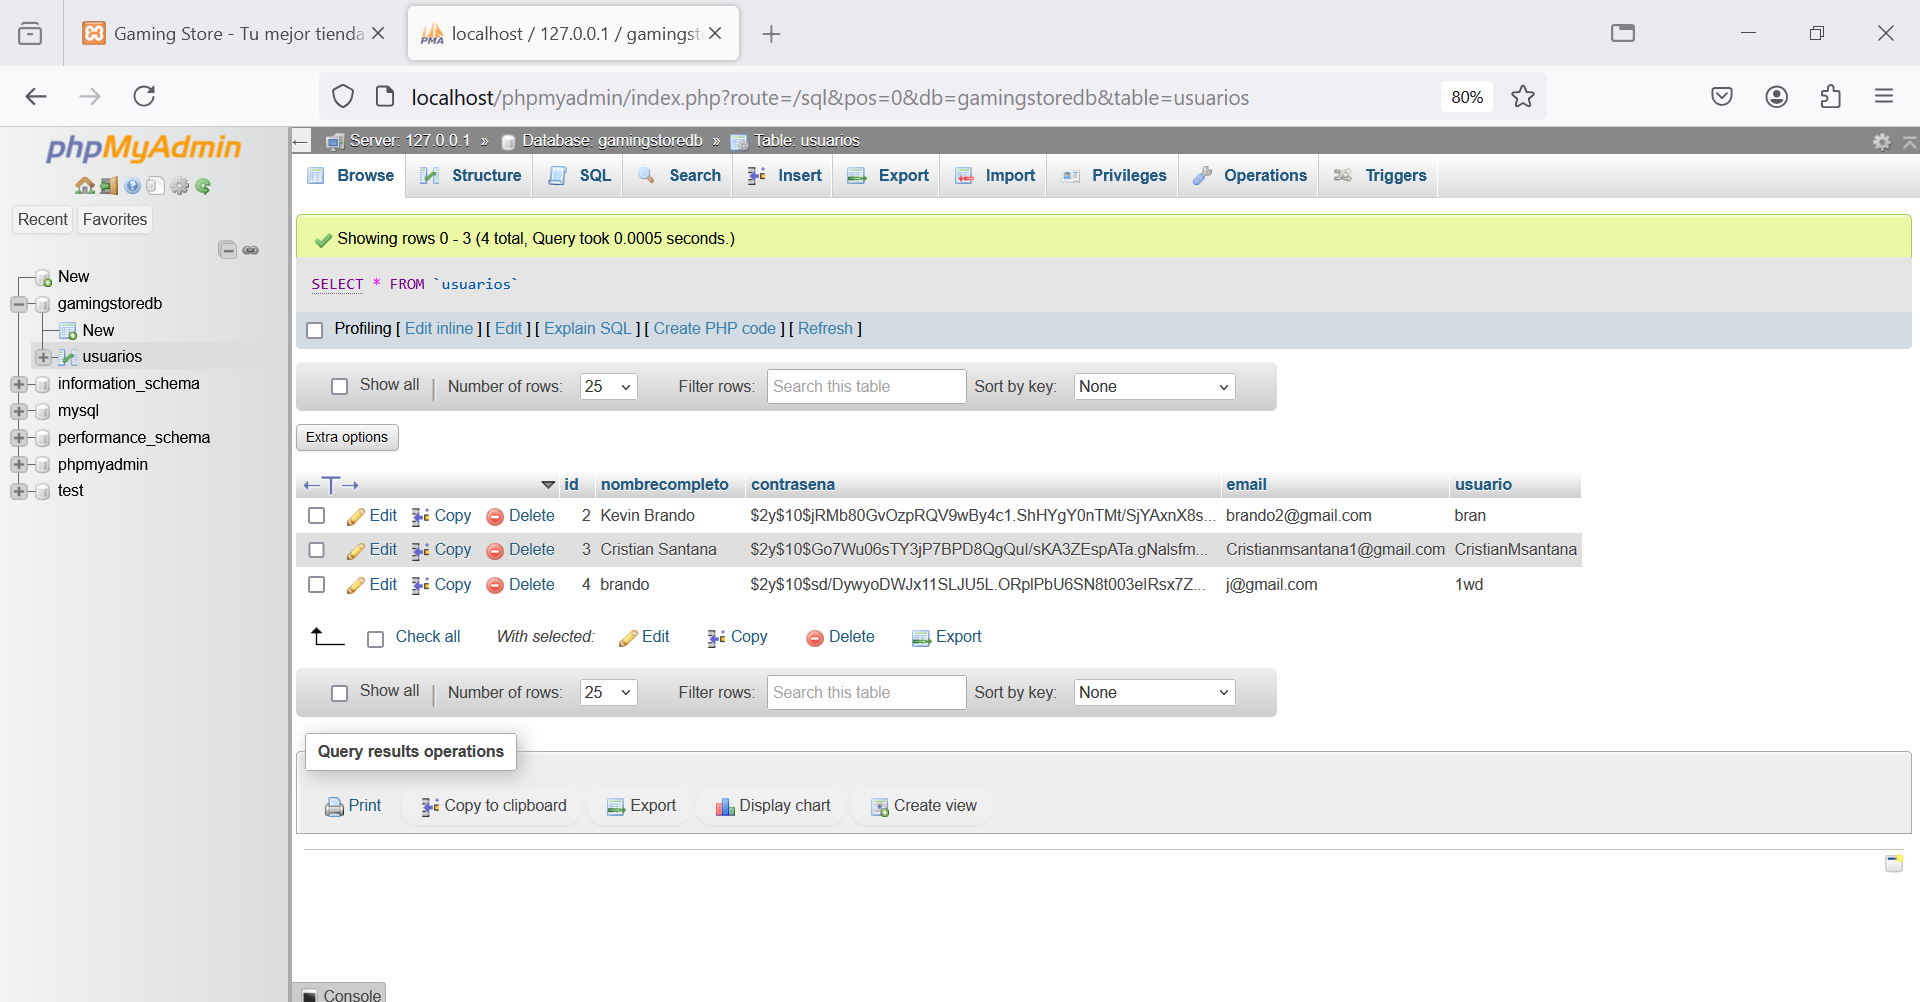 Gaming Store - Tu mejor tienda
PMA localhost / 127.0.0.1 / gamingst
localhost/phpmyadmin/index.php?route=/sql&pos=0&db=gamingstoredb&table=usuarios
80%
phpMyAdmin
Recent Favorites
New
gamingstoredb
New
usuarios
information_schema
mysql
performance_schema
phpmyadmin
test
Server: 127.0.0.1 » Database: gamingstoredb » Table: usuarios
Browse Structure SQL Search Insert Export Import Privileges Operations Triggers
Showing rows 0 - 3 (4 total, Query took 0.0005 seconds.)
SELECT * FROM `usuarios`
Profiling [ Edit inline ] [ Edit ] [ Explain SQL ] [ Create PHP code ] [ Refresh ]
Show all | Number of rows: 25 Filter rows: Search this table Sort by key: None
Extra options
←T→ id nombrecompleto contrasena email usuario
Edit Copy Delete 2 Kevin Brando $2y$10$jRMb80GvOzpRQV9wBy4c1.ShHYgY0nTMt/SjYAxnX8s... brando2@gmail.com bran
Edit Copy Delete 3 Cristian Santana $2y$10$Go7Wu06sTY3jP7BPD8QgQul/sKA3ZEspATa.gNalsfm... Cristianmsantana1@gmail.com CristianMsantana
Edit Copy Delete 4 brando $2y$10$sd/DywyoDWJx11SLJU5L.ORplPbU6SN8t003eIRsx7Z... j@gmail.com 1wd
Check all With selected: Edit Copy Delete Export
Show all | Number of rows: 25 Filter rows: Search this table Sort by key: None
Query results operations
Print Copy to clipboard Export Display chart Create view
Console